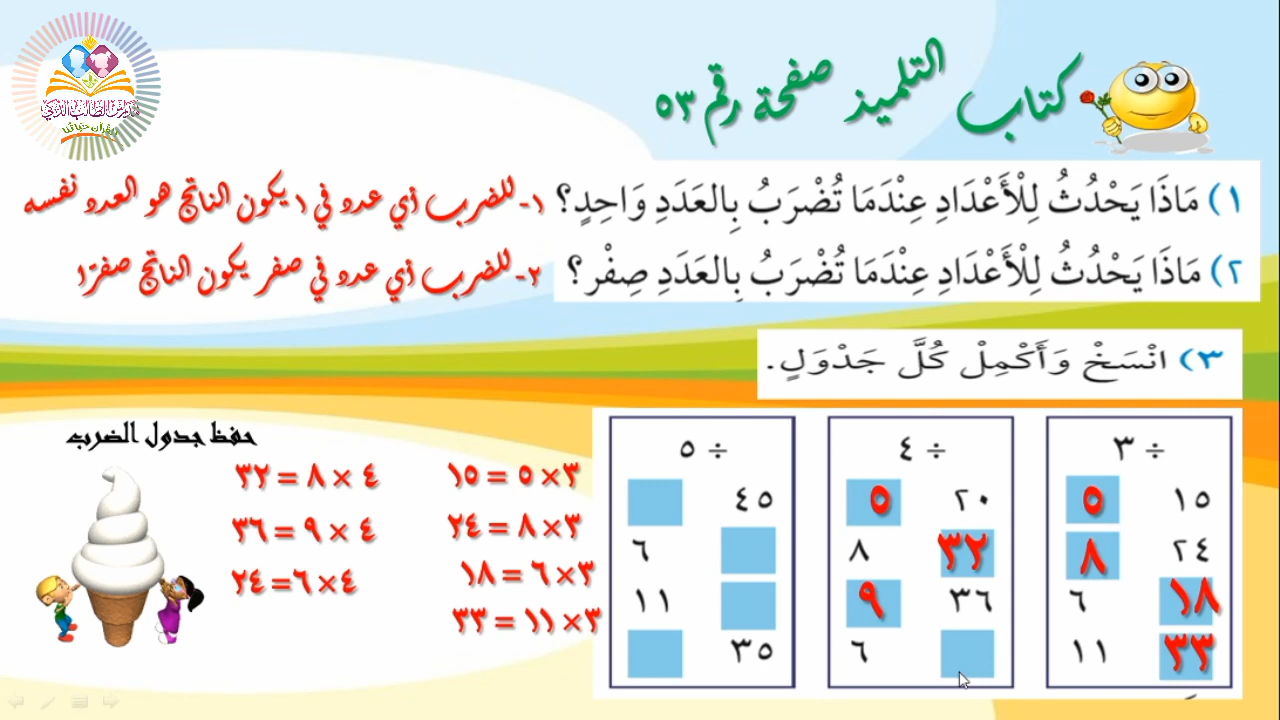 كتاب التلميذ صفحة رقم ٥٣
١) مَاذَا يَحْدُثُ لِلْأَعْدَادِ عِنْدَمَا تُضْرَبُ بِالعَدَدِ وَاحِدٍ؟ ١- للضرب أي عدد في ١ يكون الناتج هو العدد نفسه
٢) مَاذَا يَحْدُثُ لِلْأَعْدَادِ عِنْدَمَا تُضْرَبُ بِالعَدَدِ صِفْر؟ ٢- للضرب أي عدد في صفر يكون الناتج صفرًا
٣) انْسَخْ وَأَكْمِلْ كُلَّ جَدْوَلٍ.
÷ ٣
١٥ ٥
٢٤ ٨
١٨ ٦
٣٣ ١١
÷ ٤
٢٠ ٥
٣٢ ٨
٣٦ ٩
٦
÷ ٥
٤٥
٦
١١
٣٥
٣ × ٥ = ١٥
٣ × ٨ = ٢٤
٣ × ٦ = ١٨
٣ × ١١ = ٣٣
حفظ جدول الضرب
٤ × ٨ = ٣٢
٤ × ٩ = ٣٦
٤ × ٦ = ٢٤